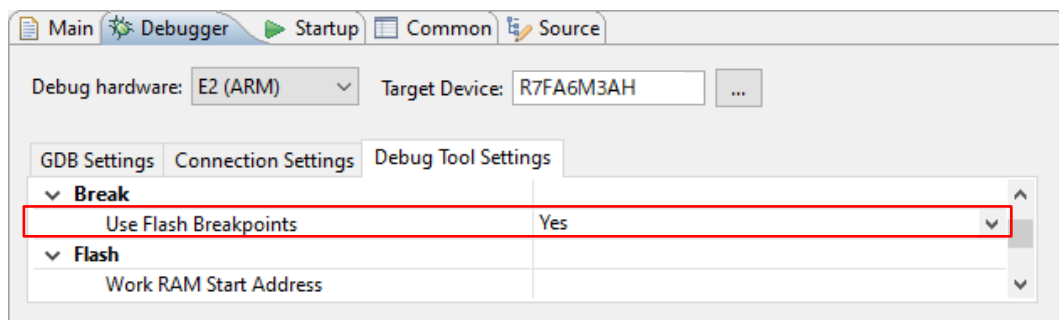 Main Debugger Startup Common Source
Debug hardware: E2 (ARM) Target Device: R7FA6M3AH ...
GDB Settings Connection Settings Debug Tool Settings
Break
Use Flash Breakpoints Yes
Flash
Work RAM Start Address